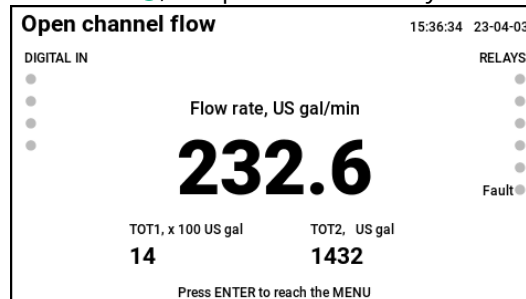 Open channel flow 15:36:34 23-04-03
DIGITAL IN RELAYS
Flow rate, US gal/min
232.6
Fault
TOT1, x 100 US gal TOT2, US gal
14 1432
Press ENTER to reach the MENU